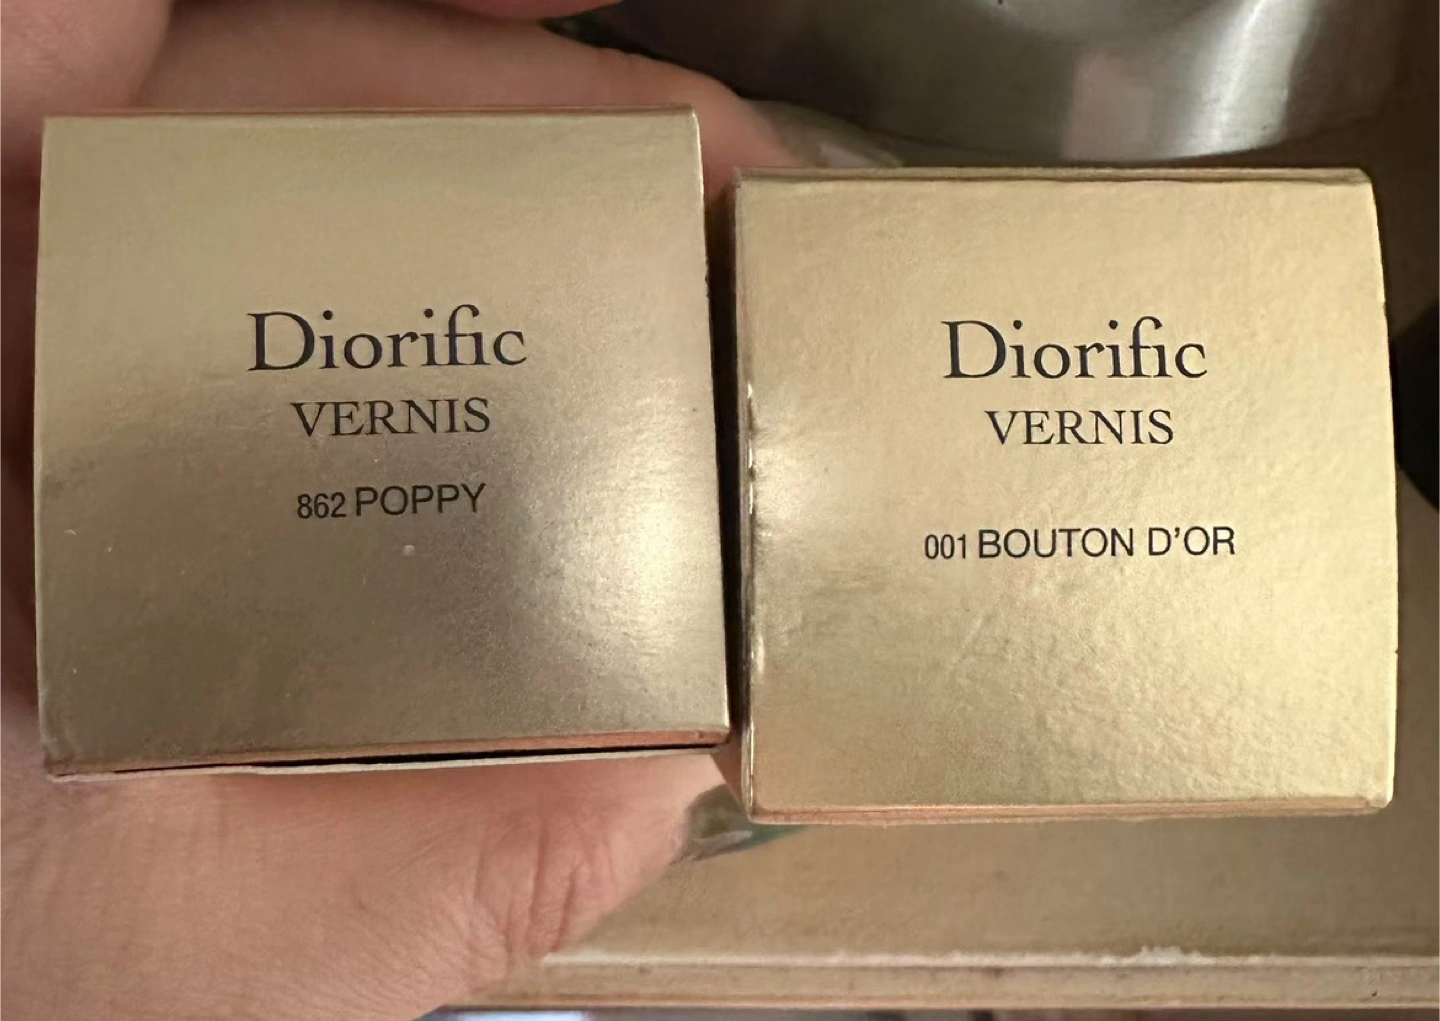 Diorific
VERNIS
862 POPPY
Diorific
VERNIS
001 BOUTON D'OR